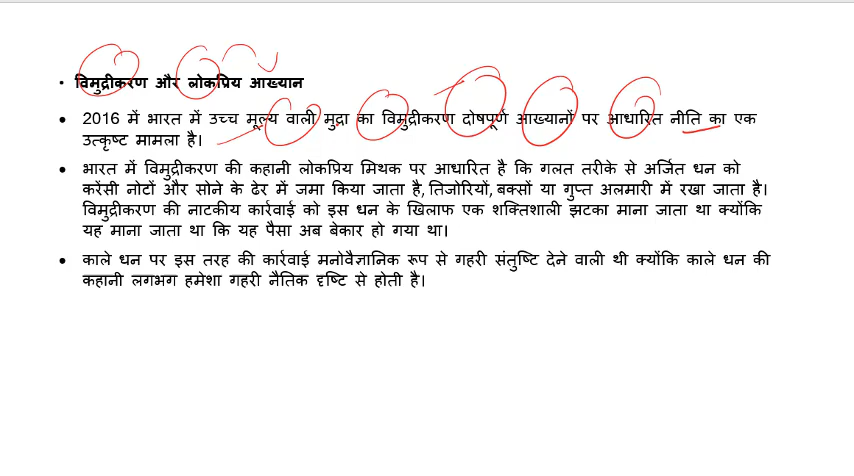 • विमुद्रीकरण और लोकप्रिय आख्यान
• 2016 में भारत में उच्च मूल्य वाली मुद्रा का विमुद्रीकरण दोषपूर्ण आख्यानों पर आधारित नीति का एक
उत्कृष्ट मामला है।
• भारत में विमुद्रीकरण की कहानी लोकप्रिय मिथक पर आधारित है कि गलत तरीके से अर्जित धन को
करेंसी नोटों और सोने के ढेर में जमा किया जाता है, तिजोरियों, बक्सों या गुप्त अलमारी में रखा जाता है।
विमुद्रीकरण की नाटकीय कार्रवाई को इस धन के खिलाफ एक शक्तिशाली झटका माना जाता था क्योंकि
यह माना जाता था कि यह पैसा अब बेकार हो गया था।
• काले धन पर इस तरह की कार्रवाई मनोवैज्ञानिक रूप से गहरी संतुष्टि देने वाली थी क्योंकि काले धन की
कहानी लगभग हमेशा गहरी नैतिक दृष्टि से होती है।